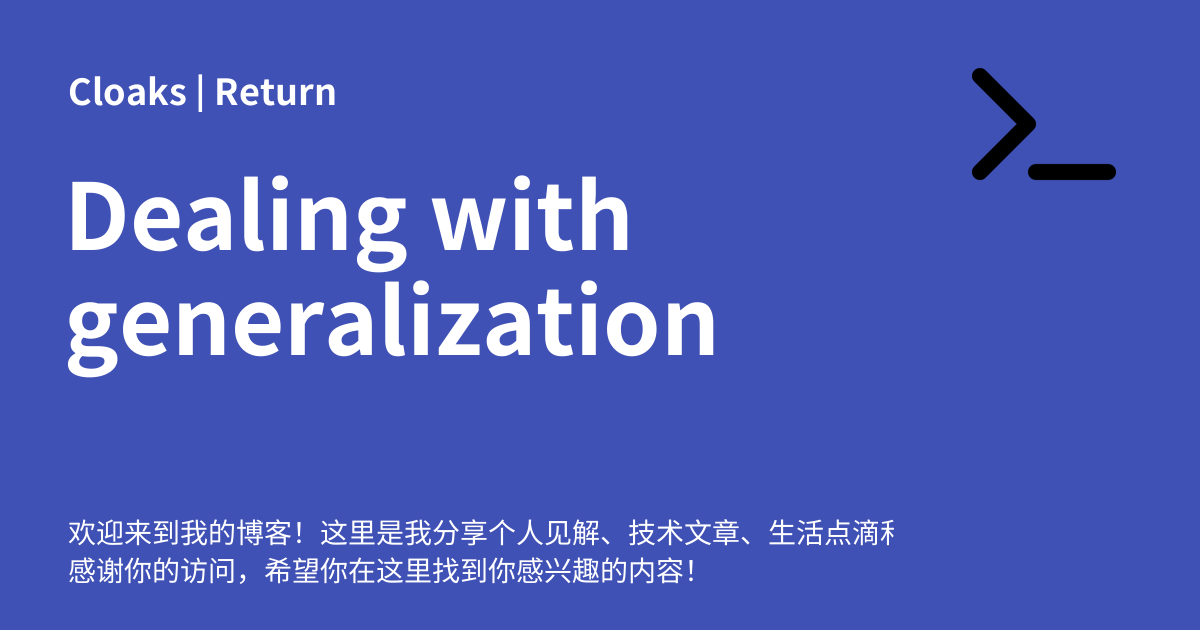 Cloaks | Return
Dealing with
generalization
欢迎来到我的博客！这里是我分享个人见解、技术文章、生活点滴
感谢你的访问，希望你在这里找到你感兴趣的内容！